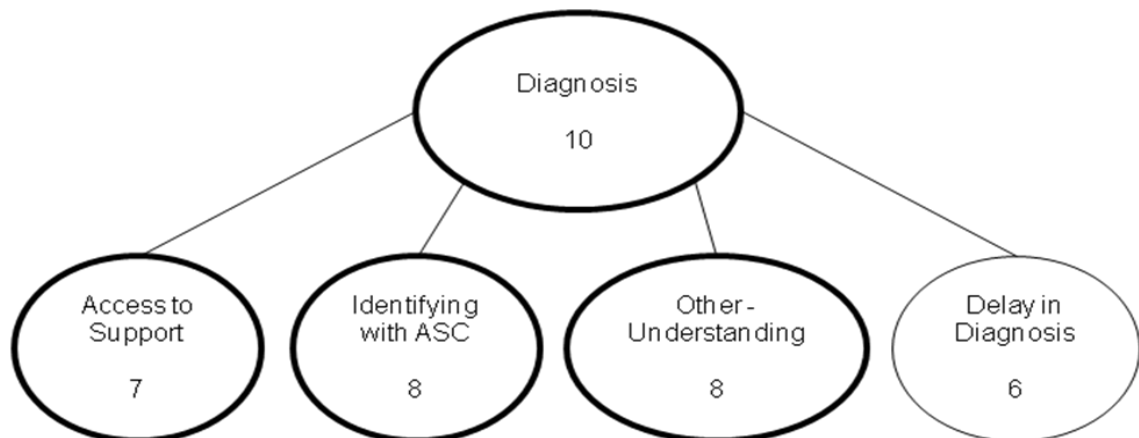 Diagnosis
10
Access to
Support
7
Identifying
with ASC
8
Other-
Understanding
8
Delay in
Diagnosis
6